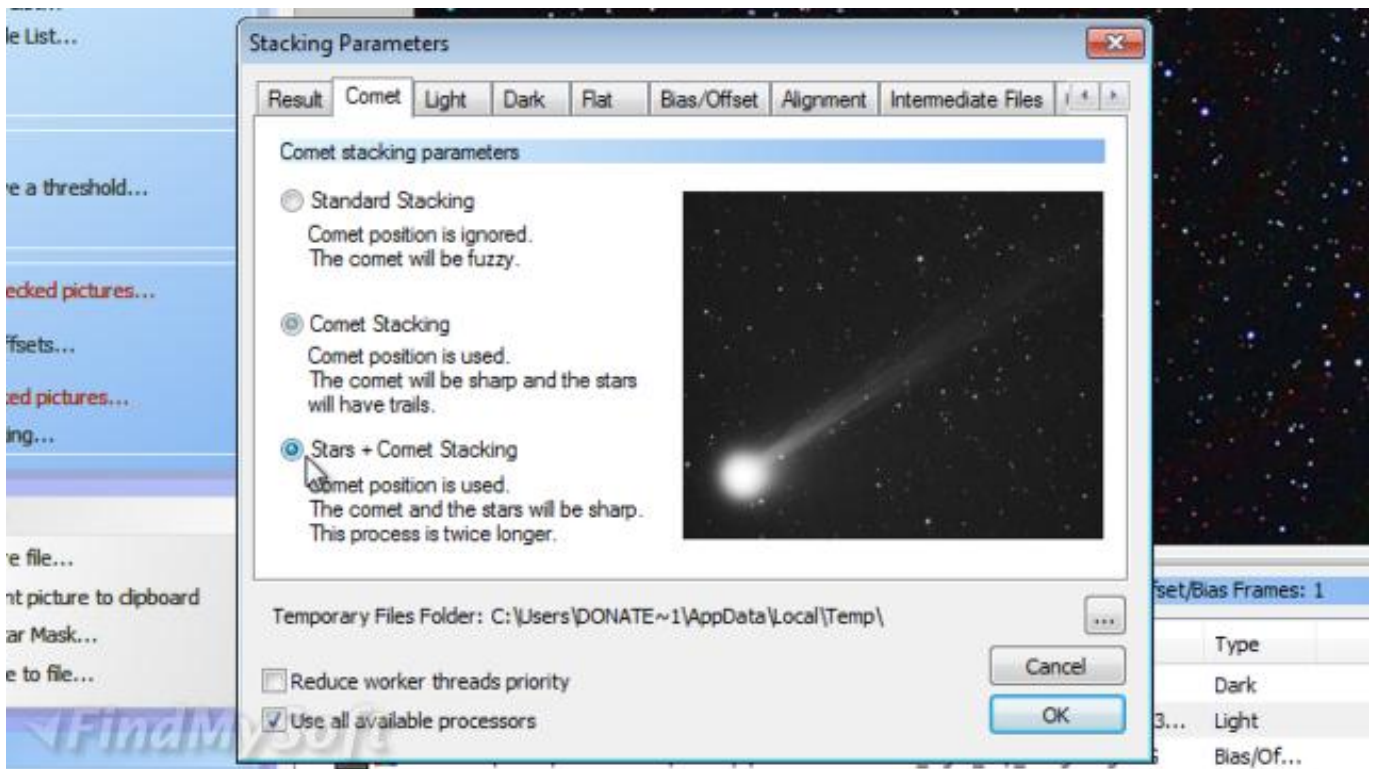 le List...
e a threshold...
ecked pictures...
ffsets...
ked pictures...
ing...
e file...
nt picture to clipboard
tar Mask...
e to file...
Stacking Parameters
Result Comet Light Dark Flat Bias/Offset Alignment Intermediate Files
Comet stacking parameters
Standard Stacking
Comet position is ignored.
The comet will be fuzzy.
Comet Stacking
Comet position is used.
The comet will be sharp and the stars
will have trails.
Stars + Comet Stacking
Comet position is used.
The comet and the stars will be sharp.
This process is twice longer.
Temporary Files Folder: C:\Users\DONATE~1\AppData\Local\Temp\
...
Reduce worker threads priority
Use all available processors
Cancel
OK
fset/Bias Frames: 1
Type
Dark
3... Light
Bias/Of...
FindMySoft